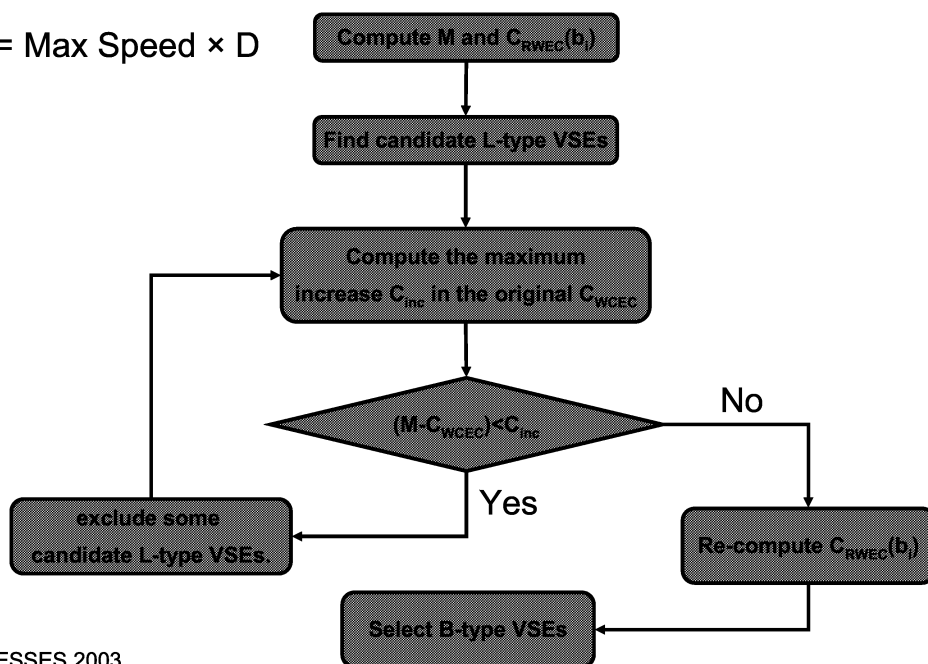 = Max Speed × D
Compute M and C_RWEC(b_i)
Find candidate L-type VSEs
Compute the maximum
increase C_inc in the original C_WCEC
(M-C_WCEC)<C_inc
No
Yes
exclude some
candidate L-type VSEs.
Re-compute C_RWEC(b_i)
Select B-type VSEs
ESSES 2003